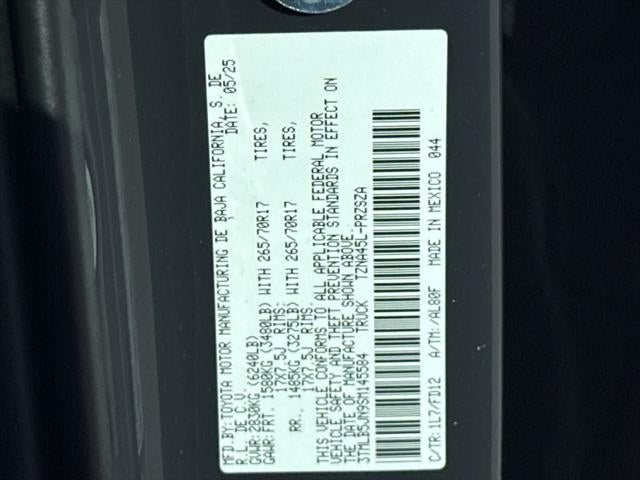 MFD.BY: TOYOTA MOTOR MANUFACTURING DE BAJA CALIFORNIA, S. DE
R.L. DE C.V. DATE: 05/25
GVWR: 2830KG (6240LB)
GAWR: FRT. 1580KG (3480LB) WITH 265/70R17 TIRES,
17X7.5J RIMS:
RR. 1485KG (3275LB) WITH 265/70R17 TIRES,
17X7.5J RIMS.
THIS VEHICLE CONFORMS TO ALL APPLICABLE FEDERAL MOTOR
VEHICLE SAFETY AND THEFT PREVENTION STANDARDS IN EFFECT ON
THE DATE OF MANUFACTURE SHOWN ABOVE.
3TMLB5JN9SM145584 TRUCK TZNA45L-PRZSZA
C/TR: 1L7/FD12 A/TM: /AL80F MADE IN MEXICO 044